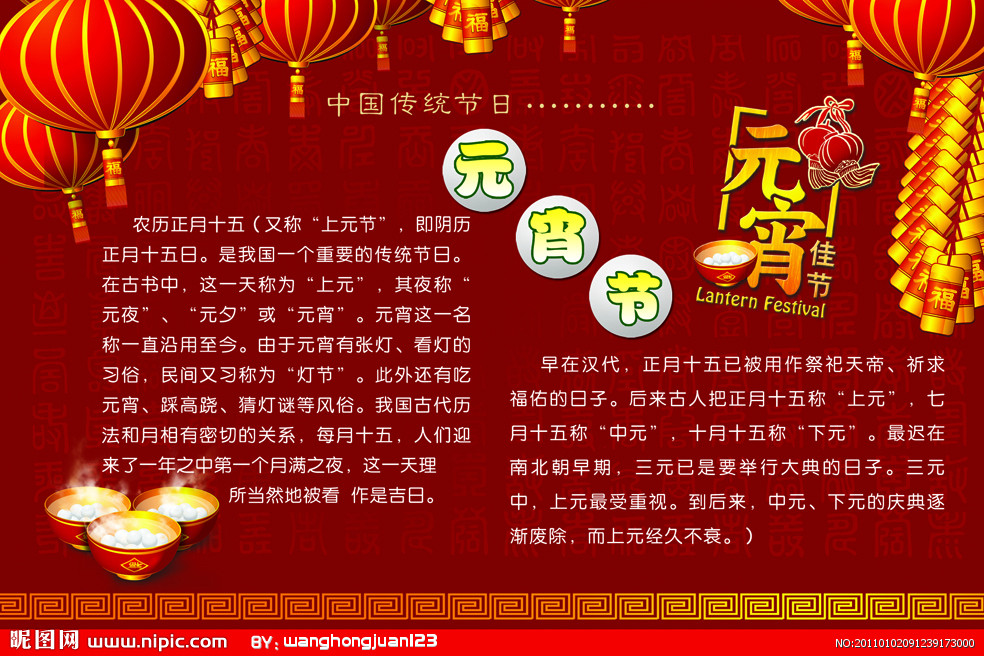 中国传统节日...........
元
宵
节
元宵
佳节
Lantern Festival
福
福
福
福
福
福
农历正月十五（又称“上元节”，即阴历
正月十五日。是我国一个重要的传统节日。
在古书中，这一天称为“上元”，其夜称“
元夜”、“元夕”或“元宵”。元宵这一名
称一直沿用至今。由于元宵有张灯、看灯的
习俗，民间又习称为“灯节”。此外还有吃
元宵、踩高跷、猜灯谜等风俗。我国古代历
法和月相有密切的关系，每月十五，人们迎
来了一年之中第一个月满之夜，这一天理
所当然地被看 作是吉日。
早在汉代，正月十五已被用作祭祀天帝、祈求
福佑的日子。后来古人把正月十五称“上元”，七
月十五称“中元”，十月十五称“下元”。最迟在
南北朝早期，三元已是要举行大典的日子。三元
中，上元最受重视。到后来，中元、下元的庆典逐
渐废除，而上元经久不衰。）
昵图网 www.nipic.com BY:wanghongjuan123
NO:20110102091239173000